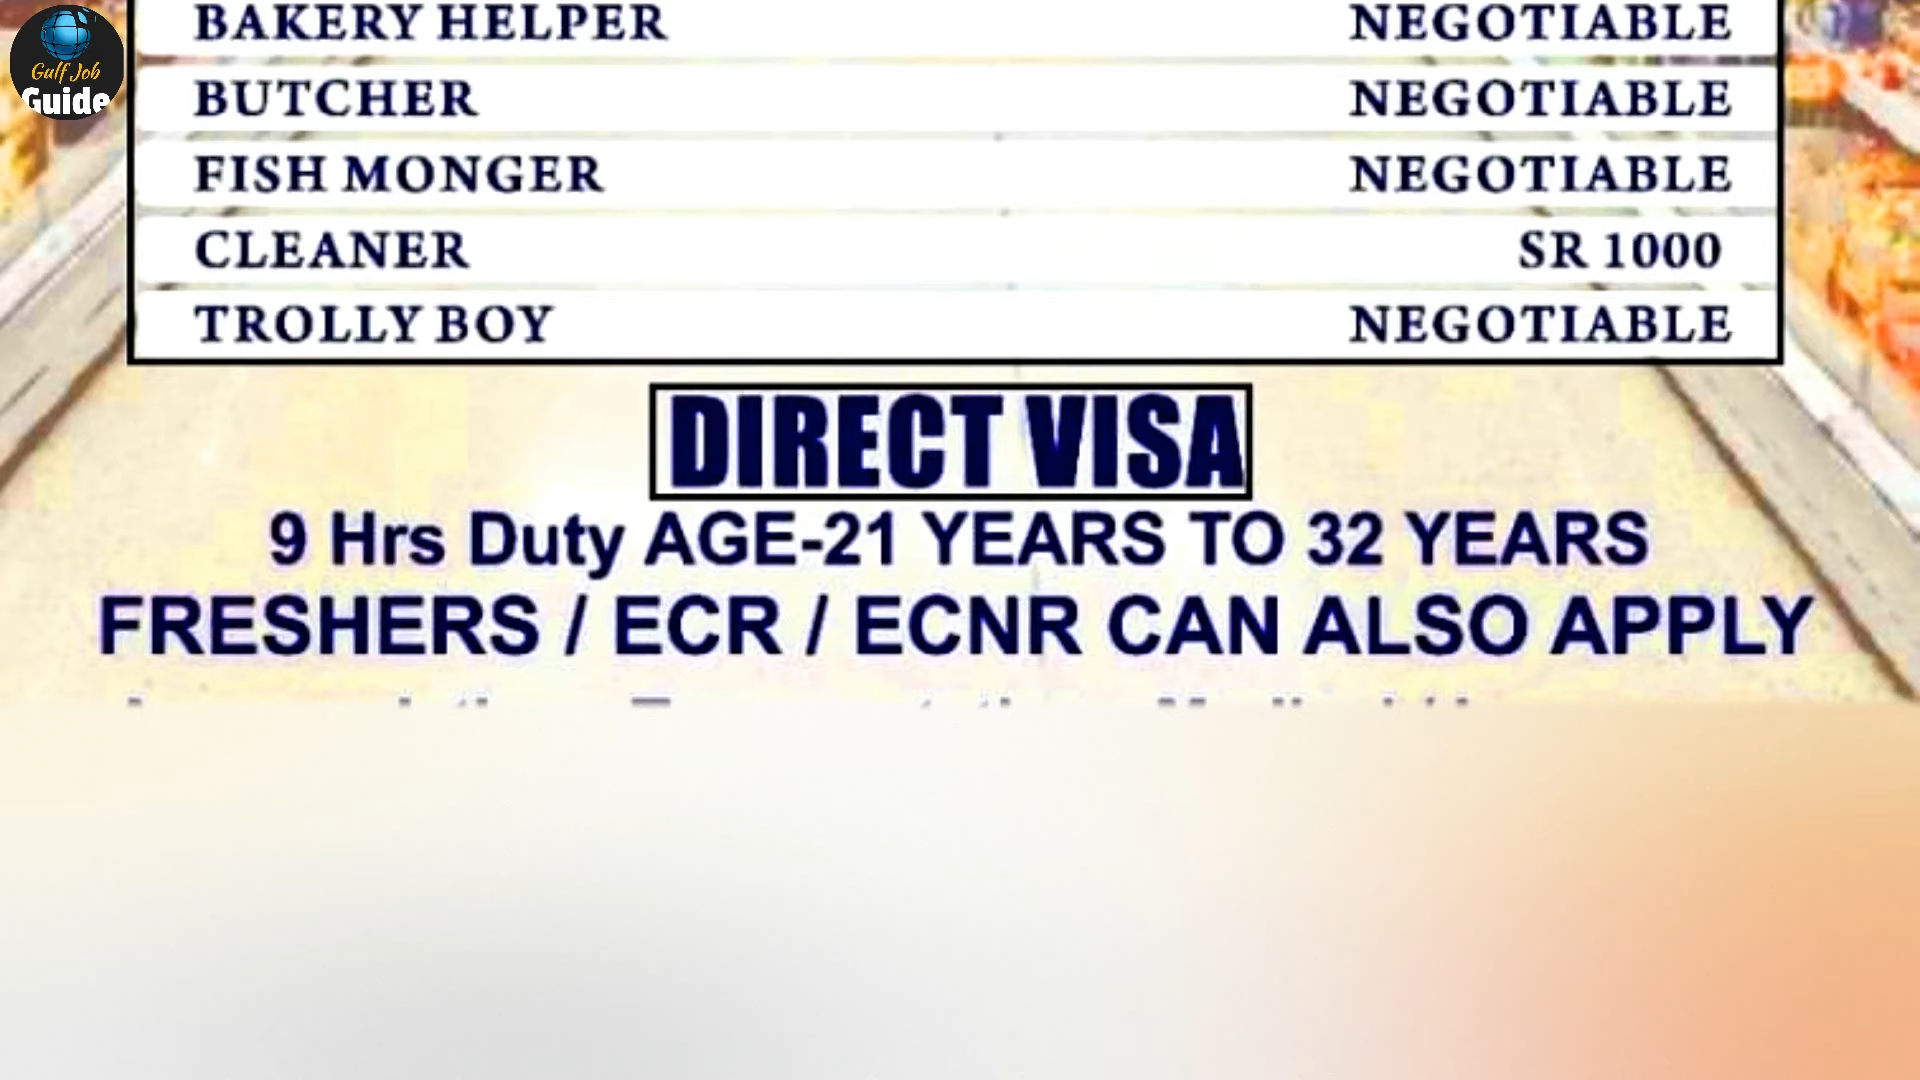 Gulf Job
Guide
BAKERY HELPER NEGOTIABLE
BUTCHER NEGOTIABLE
FISH MONGER NEGOTIABLE
CLEANER SR 1000
TROLLY BOY NEGOTIABLE
DIRECT VISA
9 Hrs Duty AGE-21 YEARS TO 32 YEARS
FRESHERS / ECR / ECNR CAN ALSO APPLY